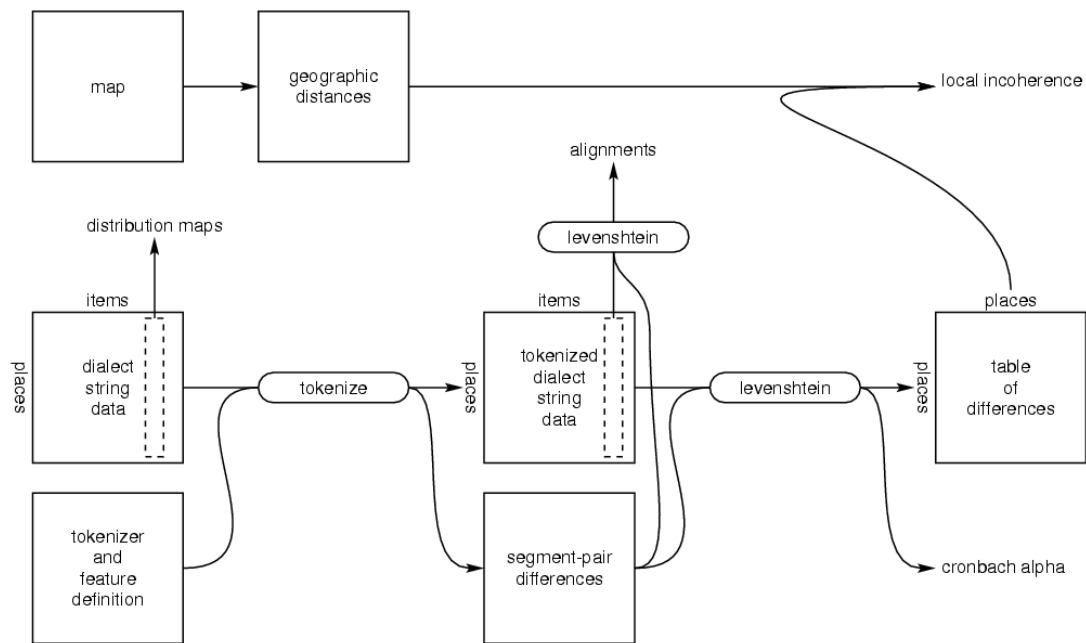 map
geographic
distances
local incoherence
alignments
distribution maps
levenshtein
items
items
places
places
dialect
string
data
tokenize
places
tokenized
dialect
string
data
levenshtein
places
table
of
differences
tokenizer
and
feature
definition
segment-pair
differences
cronbach alpha